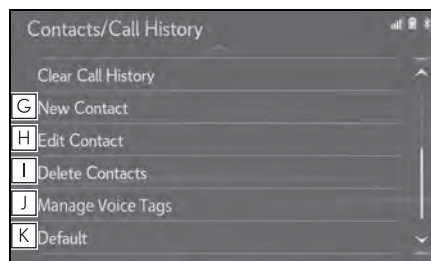 Contacts/Call History
Clear Call History
G New Contact
H Edit Contact
I Delete Contacts
J Manage Voice Tags
K Default